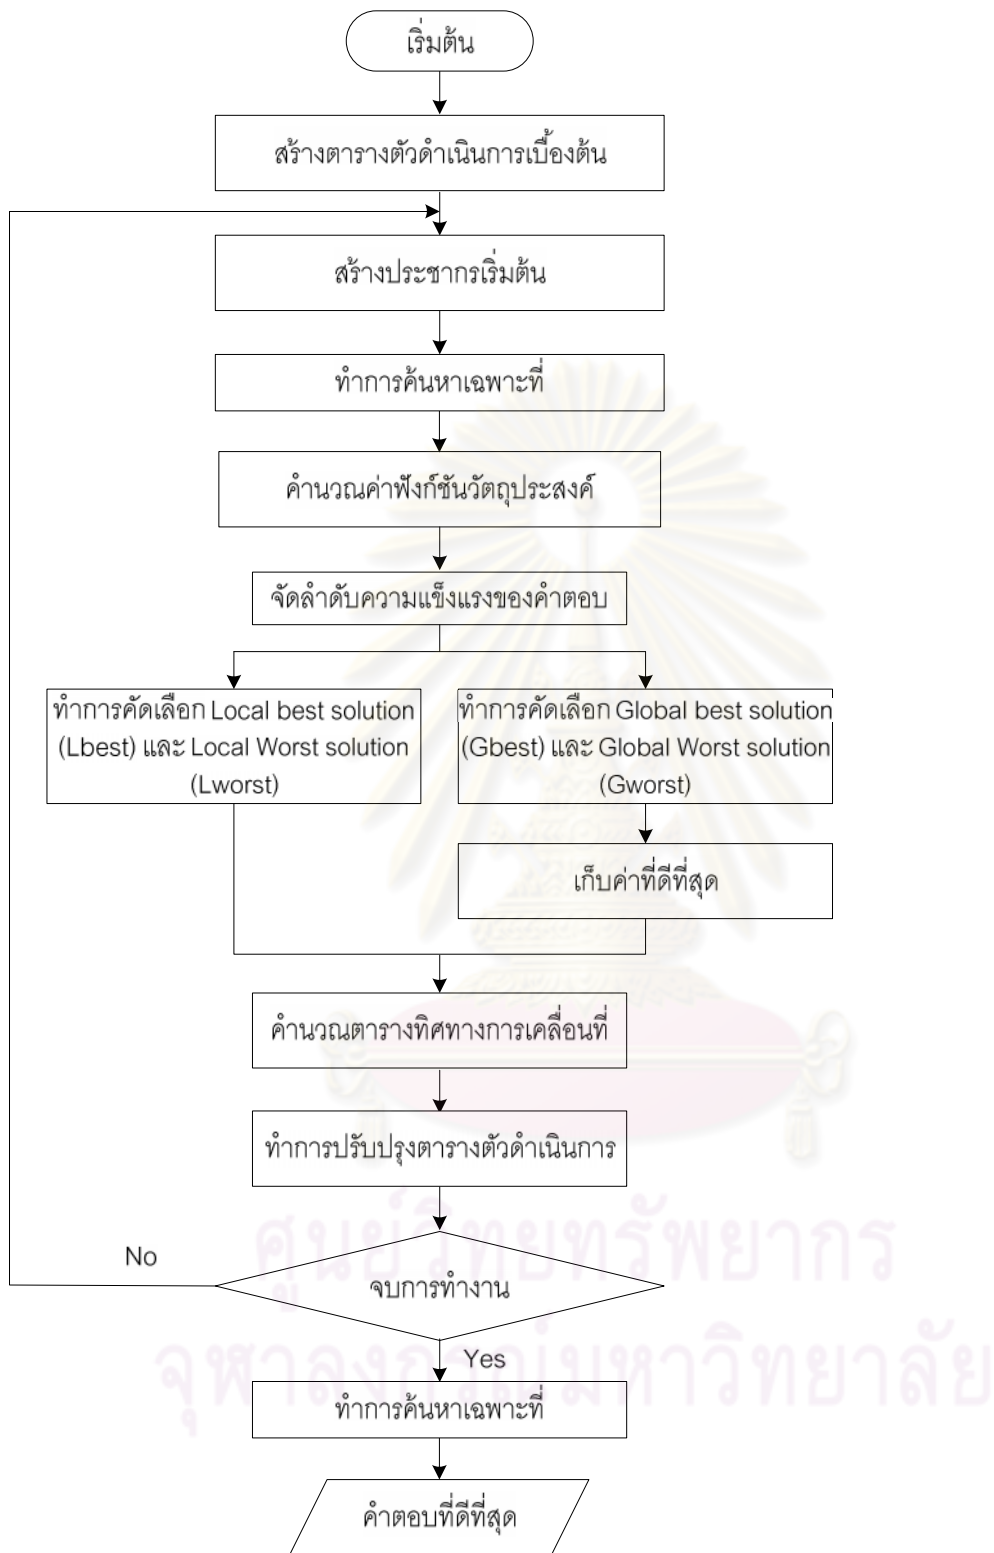 เริ่มต้น
สร้างตารางตัวดำเนินการเบื้องต้น
สร้างประชากรเริ่มต้น
ทำการค้นหาเฉพาะที่
คำนวณค่าฟังก์ชันวัตถุประสงค์
จัดลำดับความแข็งแรงของคำตอบ
ทำการคัดเลือก Local best solution
(Lbest) และ Local Worst solution
(Lworst)
ทำการคัดเลือก Global best solution
(Gbest) และ Global Worst solution
(Gworst)
เก็บค่าที่ดีที่สุด
คำนวณตารางทิศทางการเคลื่อนที่
ทำการปรับปรุงตารางตัวดำเนินการ
ศูนย์วิทยทรัพยากร
No
จบการทำงาน
จุฬาลงกรณ์มหาวิทยาลัย
Yes
ทำการค้นหาเฉพาะที่
คำตอบที่ดีที่สุด